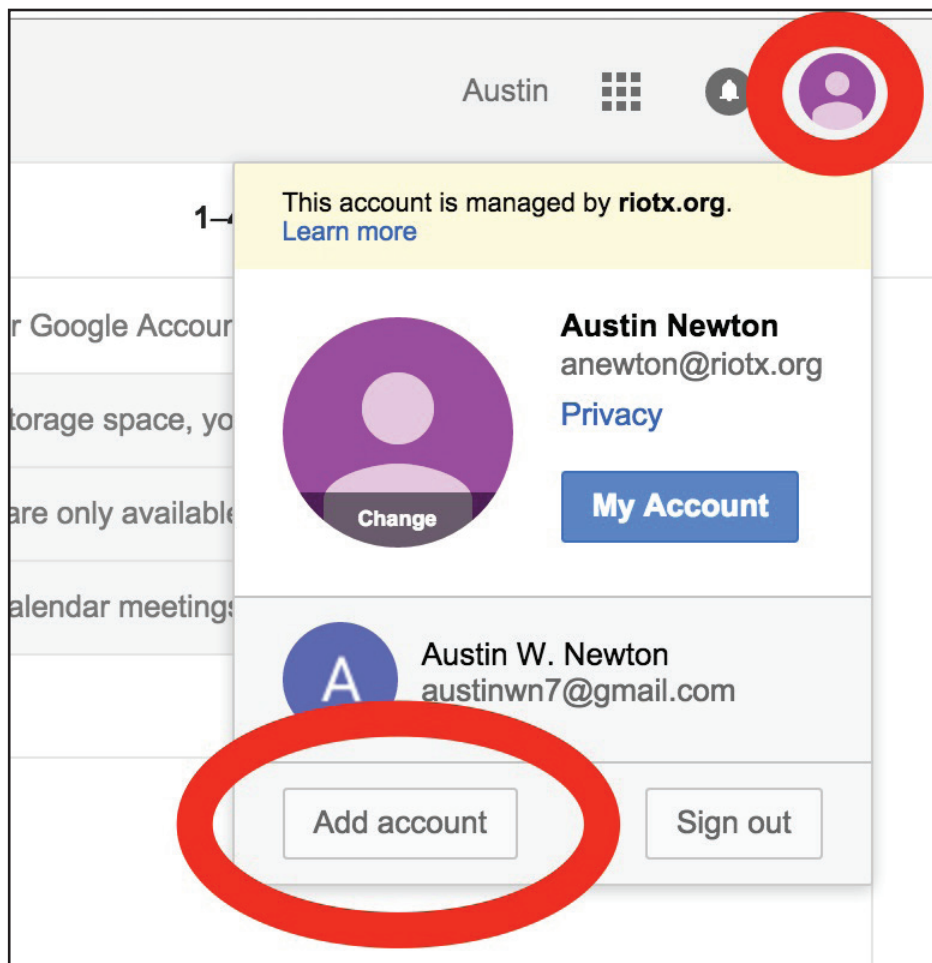 Austin
This account is managed by riotx.org.
Learn more
1–
r Google Accour
torage space, yo
are only available
alendar meetings
Austin Newton
anewton@riotx.org
Privacy
My Account
Change
A
Austin W. Newton
austinwn7@gmail.com
Add account
Sign out